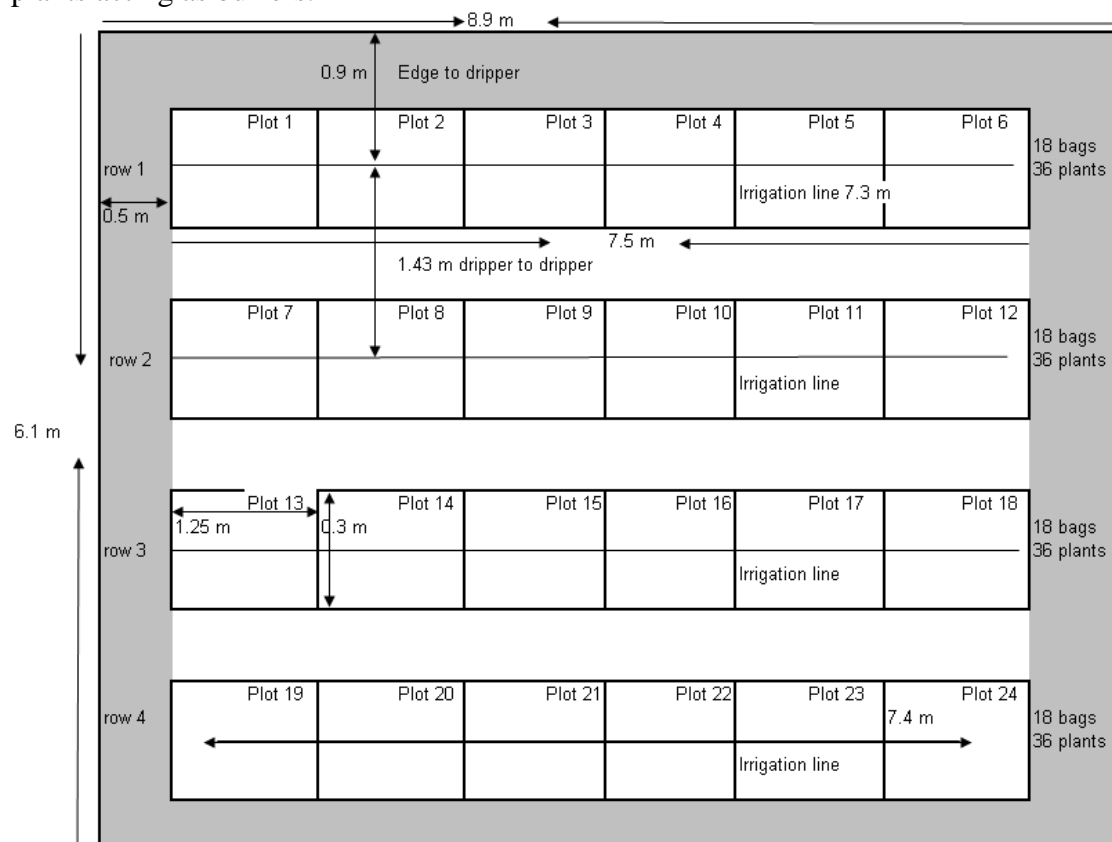 8.9 m
0.9 m Edge to dripper
Plot 1 Plot 2 Plot 3 Plot 4 Plot 5 Plot 6
18 bags
row 1 36 plants
Irrigation line 7.3 m
0.5 m
7.5 m
1.43 m dripper to dripper
Plot 7 Plot 8 Plot 9 Plot 10 Plot 11 Plot 12
18 bags
row 2 36 plants
Irrigation line
6.1 m
Plot 13 Plot 14 Plot 15 Plot 16 Plot 17 Plot 18
1.25 m 0.3 m 18 bags
row 3 36 plants
Irrigation line
Plot 19 Plot 20 Plot 21 Plot 22 Plot 23 Plot 24
row 4 7.4 m 18 bags
36 plants
Irrigation line